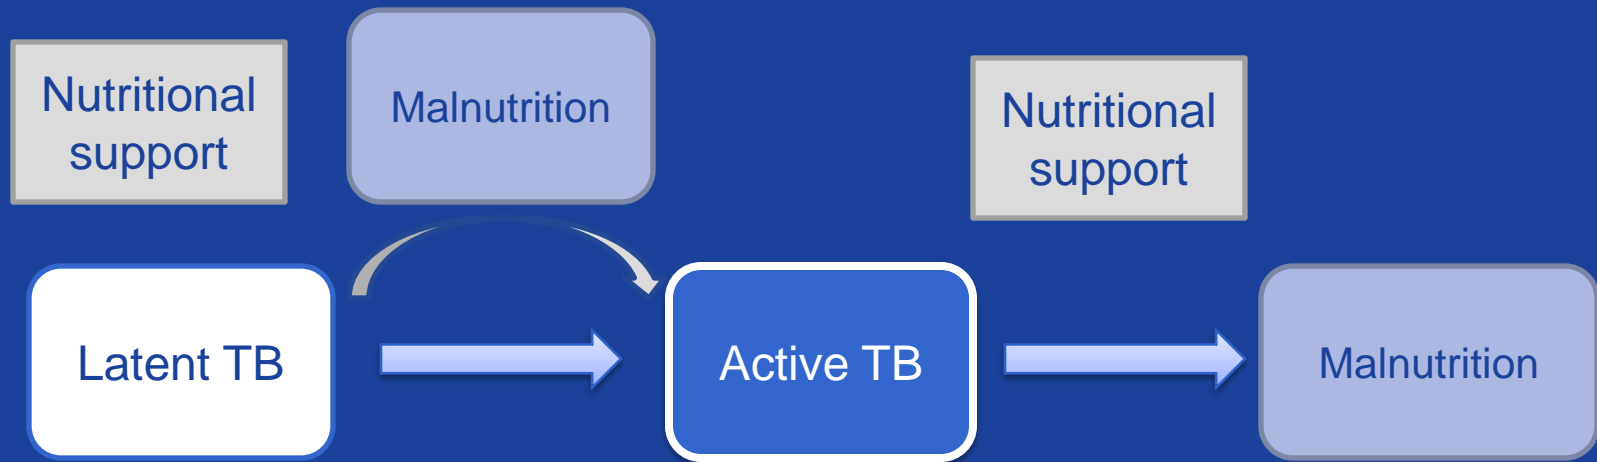 Nutritional
support
Malnutrition
Nutritional
support
Latent TB
Active TB
Malnutrition